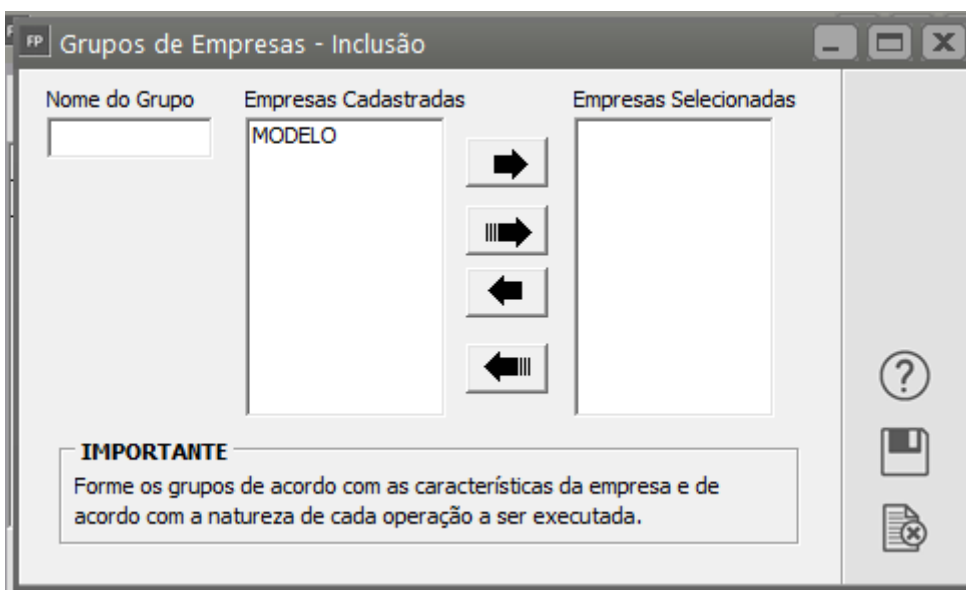 FP Grupos de Empresas - Inclusão
Nome do Grupo
Empresas Cadastradas
Empresas Selecionadas
MODELO
IMPORTANTE
Forme os grupos de acordo com as características da empresa e de
acordo com a natureza de cada operação a ser executada.